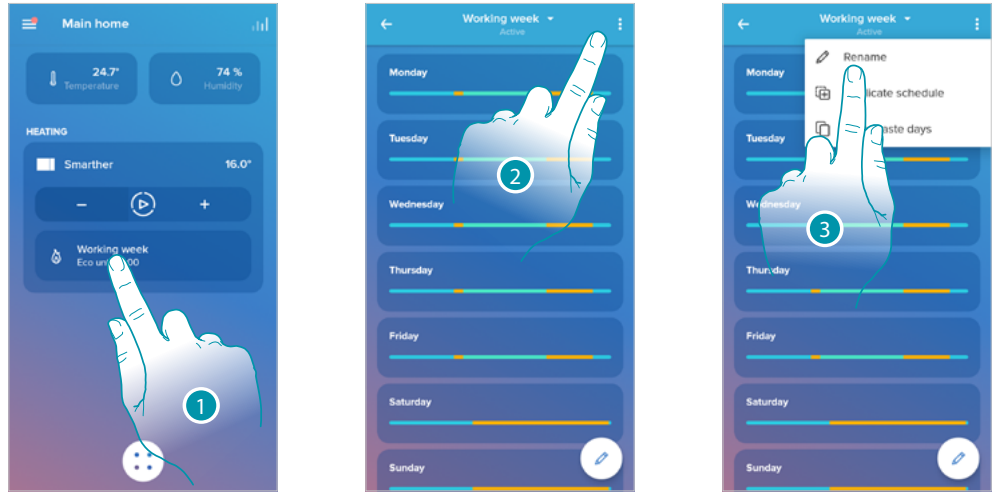 Main home
24.7°
Temperature
74 %
Humidity
HEATING
Smarther
16.0°
Working week
Eco :00
1
Working week
Active
Monday
Tuesday
Wednesday
Thursday
Friday
Saturday
Sunday
2
Working week
Active
Rename
licate schedule
aste days
Monday
Tuesday
Wednesday
Thursday
Friday
Saturday
Sunday
3